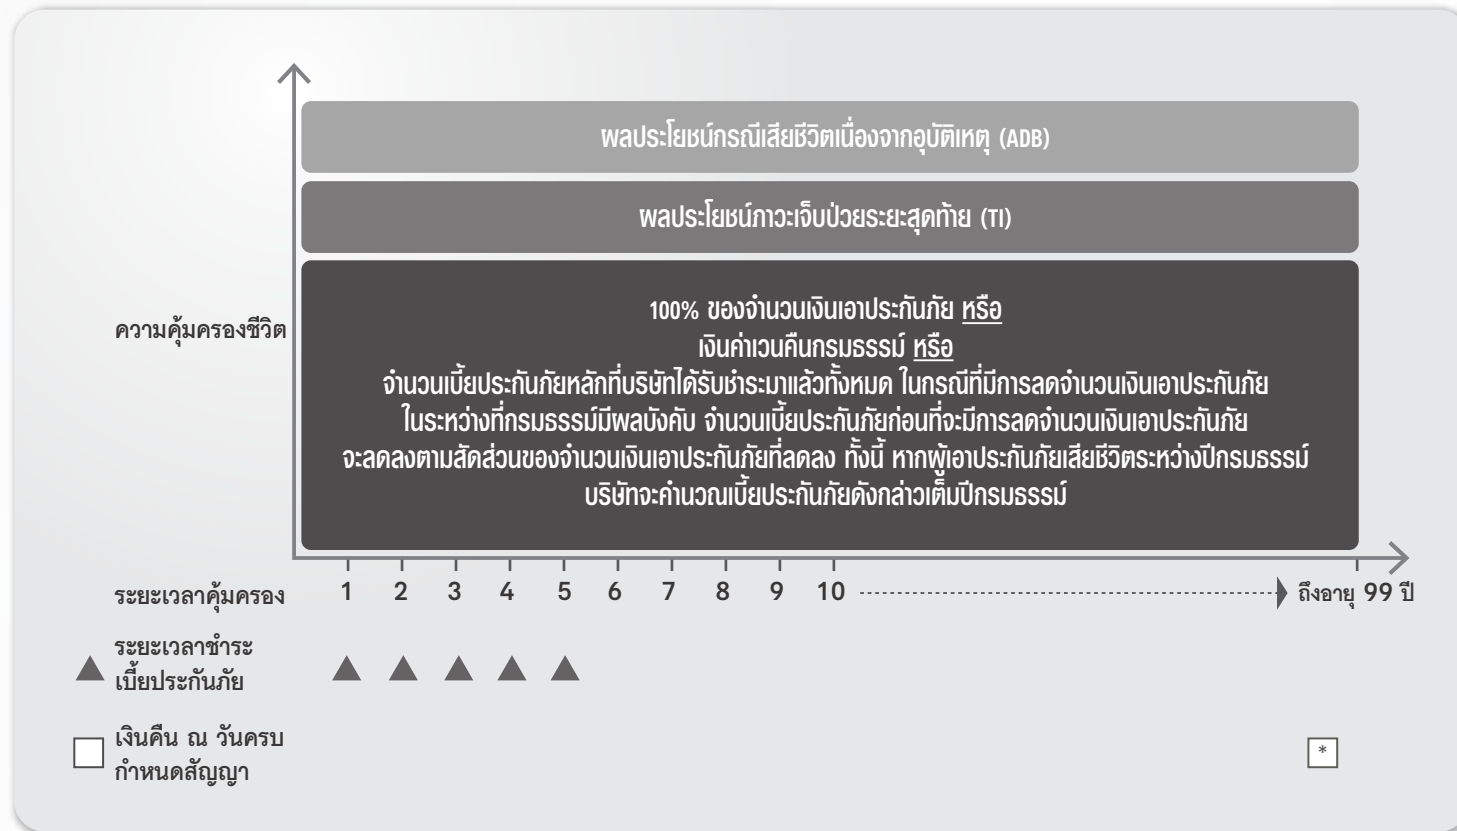 ผลประโยชน์กรณีเสียชีวิตเนื่องจากอุบัติเหตุ (ADB)
ผลประโยชน์ภาวะเจ็บป่วยระยะสุดท้าย (TI)
ความคุ้มครองชีวิต
100% ของจำนวนเงินเอาประกันภัย หรือ
เงินค่าเวนคืนกรมธรรม์ หรือ
จำนวนเบี้ยประกันภัยหลักที่บริษัทได้รับชำระมาแล้วทั้งหมด ในกรณีที่มีการลดจำนวนเงินเอาประกันภัย
ในระหว่างที่กรมธรรม์มีผลบังคับ จำนวนเบี้ยประกันภัยก่อนที่จะมีการลดจำนวนเงินเอาประกันภัย
จะลดลงตามสัดส่วนของจำนวนเงินเอาประกันภัยที่ลดลง ทั้งนี้ หากผู้เอาประกันภัยเสียชีวิตระหว่างปีกรมธรรม์
บริษัทจะคำนวณเบี้ยประกันภัยดังกล่าวเต็มปีกรมธรรม์
ระยะเวลาคุ้มครอง 1 2 3 4 5 6 7 8 9 10 ถึงอายุ 99 ปี
ระยะเวลาชำระ
เบี้ยประกันภัย
เงินคืน ณ วันครบ
กำหนดสัญญา
*